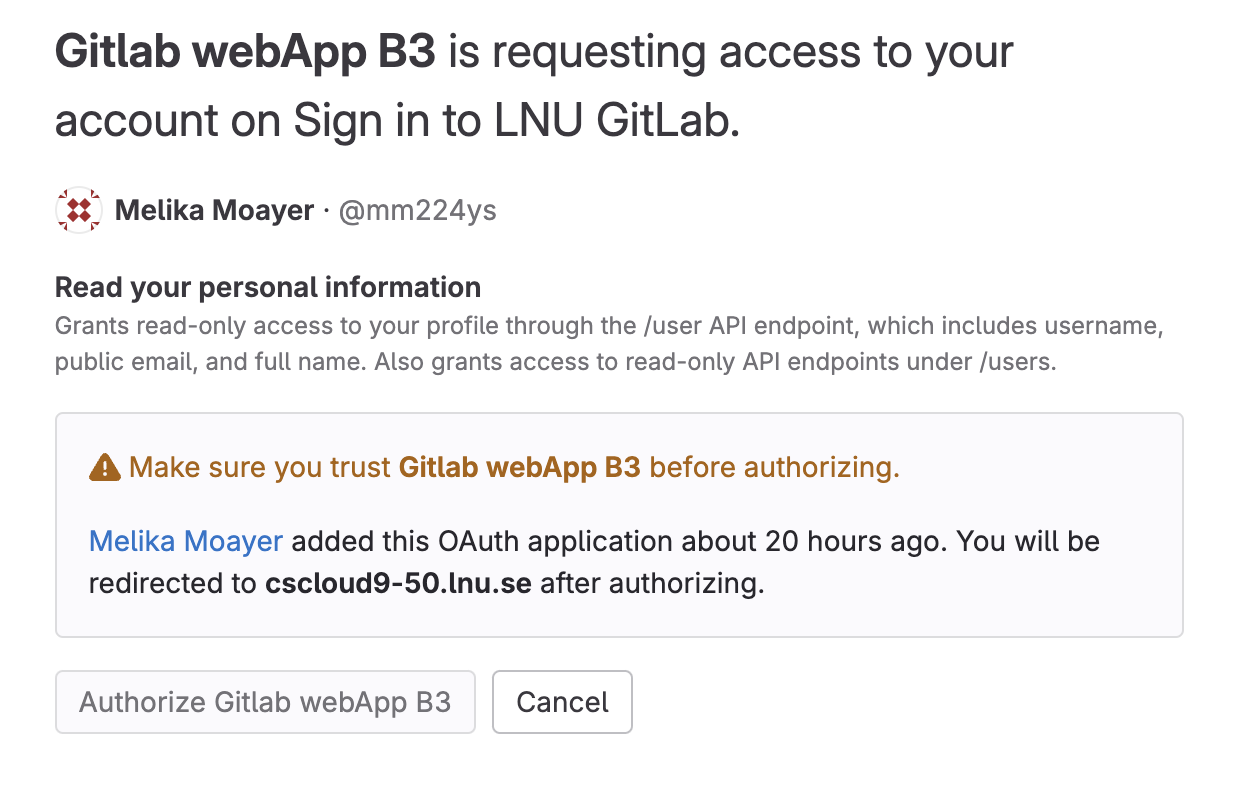 Gitlab webApp B3 is requesting access to your
account on Sign in to LNU GitLab.
Melika Moayer · @mm224ys
Read your personal information
Grants read-only access to your profile through the /user API endpoint, which includes username,
public email, and full name. Also grants access to read-only API endpoints under /users.
Make sure you trust Gitlab webApp B3 before authorizing.
Melika Moayer added this OAuth application about 20 hours ago. You will be
redirected to cscloud9-50.lnu.se after authorizing.
Authorize Gitlab webApp B3 Cancel